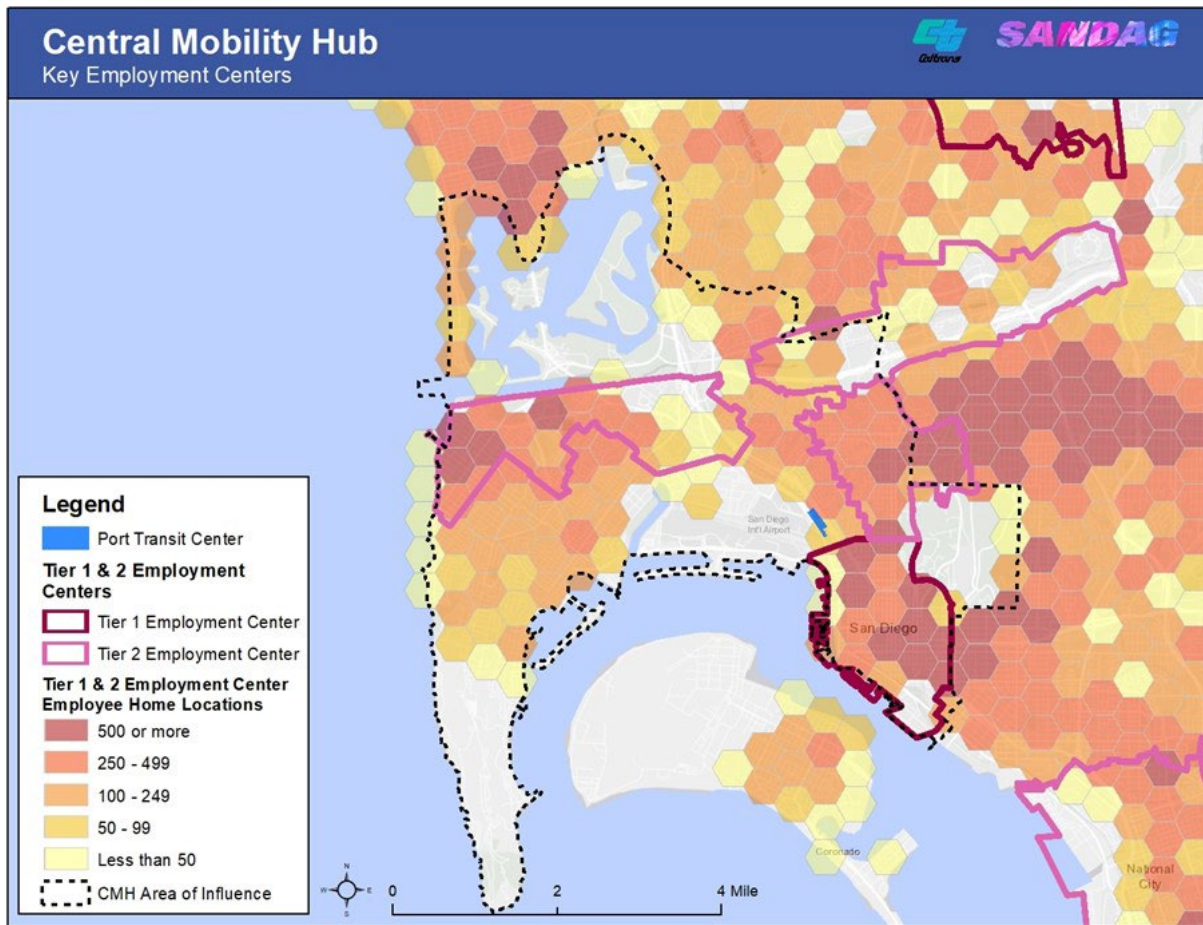 Central Mobility Hub
Key Employment Centers
Caltrans
SANDAG
San Diego
Int'l Airport
San Diego
Coronado
National
City
Legend
Port Transit Center
Tier 1 & 2 Employment
Centers
Tier 1 Employment Center
Tier 2 Employment Center
Tier 1 & 2 Employment Center
Employee Home Locations
500 or more
250 - 499
100 - 249
50 - 99
Less than 50
CMH Area of Influence
N
W E
S
0 2 4 Mile